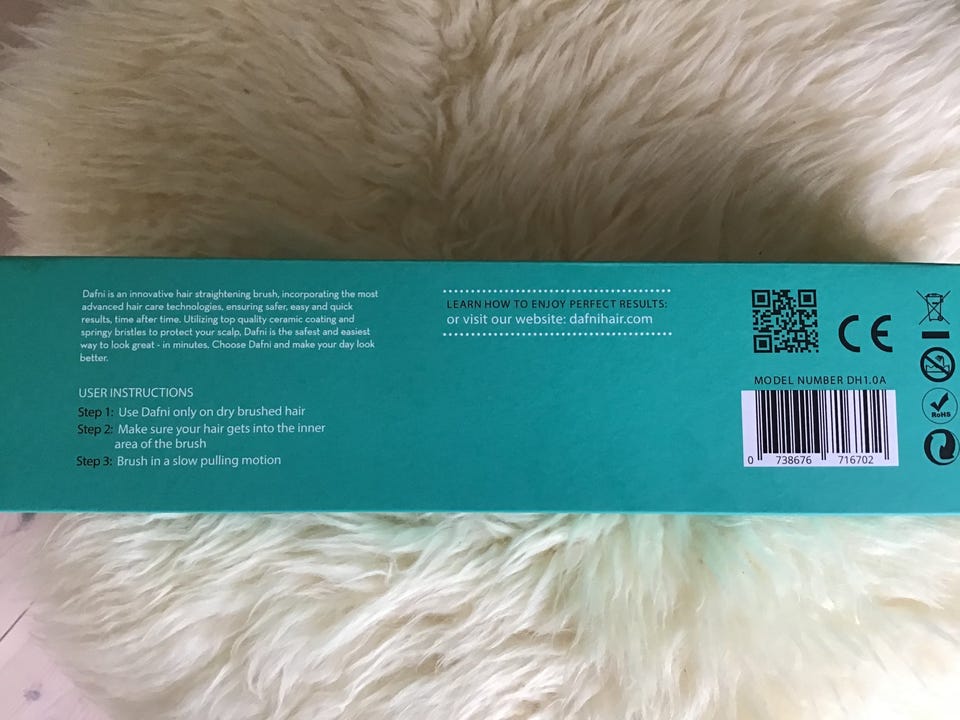 Dafni is an innovative hair straightening brush, incorporating the most
advanced hair care technologies, ensuring safer, easy and quick
results, time after time. Utilizing top quality ceramic coating and
springy bristles to protect your scalp, Dafni is the safest and easiest
way to look great - in minutes. Choose Dafni and make your day look
better.
USER INSTRUCTIONS
Step 1: Use Dafni only on dry brushed hair
Step 2: Make sure your hair gets into the inner
area of the brush
Step 3: Brush in a slow pulling motion
LEARN HOW TO ENJOY PERFECT RESULTS:
or visit our website: dafnihair.com
CE
MODEL NUMBER DH1.0A
0 738676 716702
RoHS